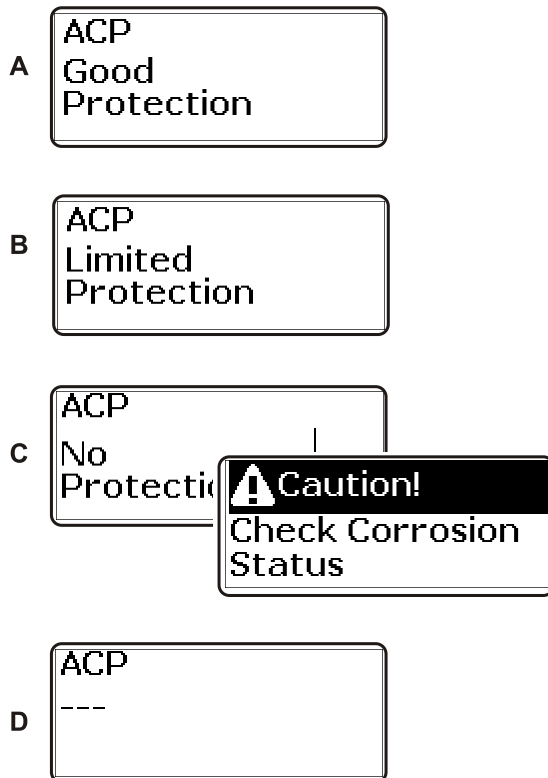 A
ACP
Good
Protection
B
ACP
Limited
Protection
C
ACP
No
Protecti
Caution!
Check Corrosion
Status
D
ACP
---